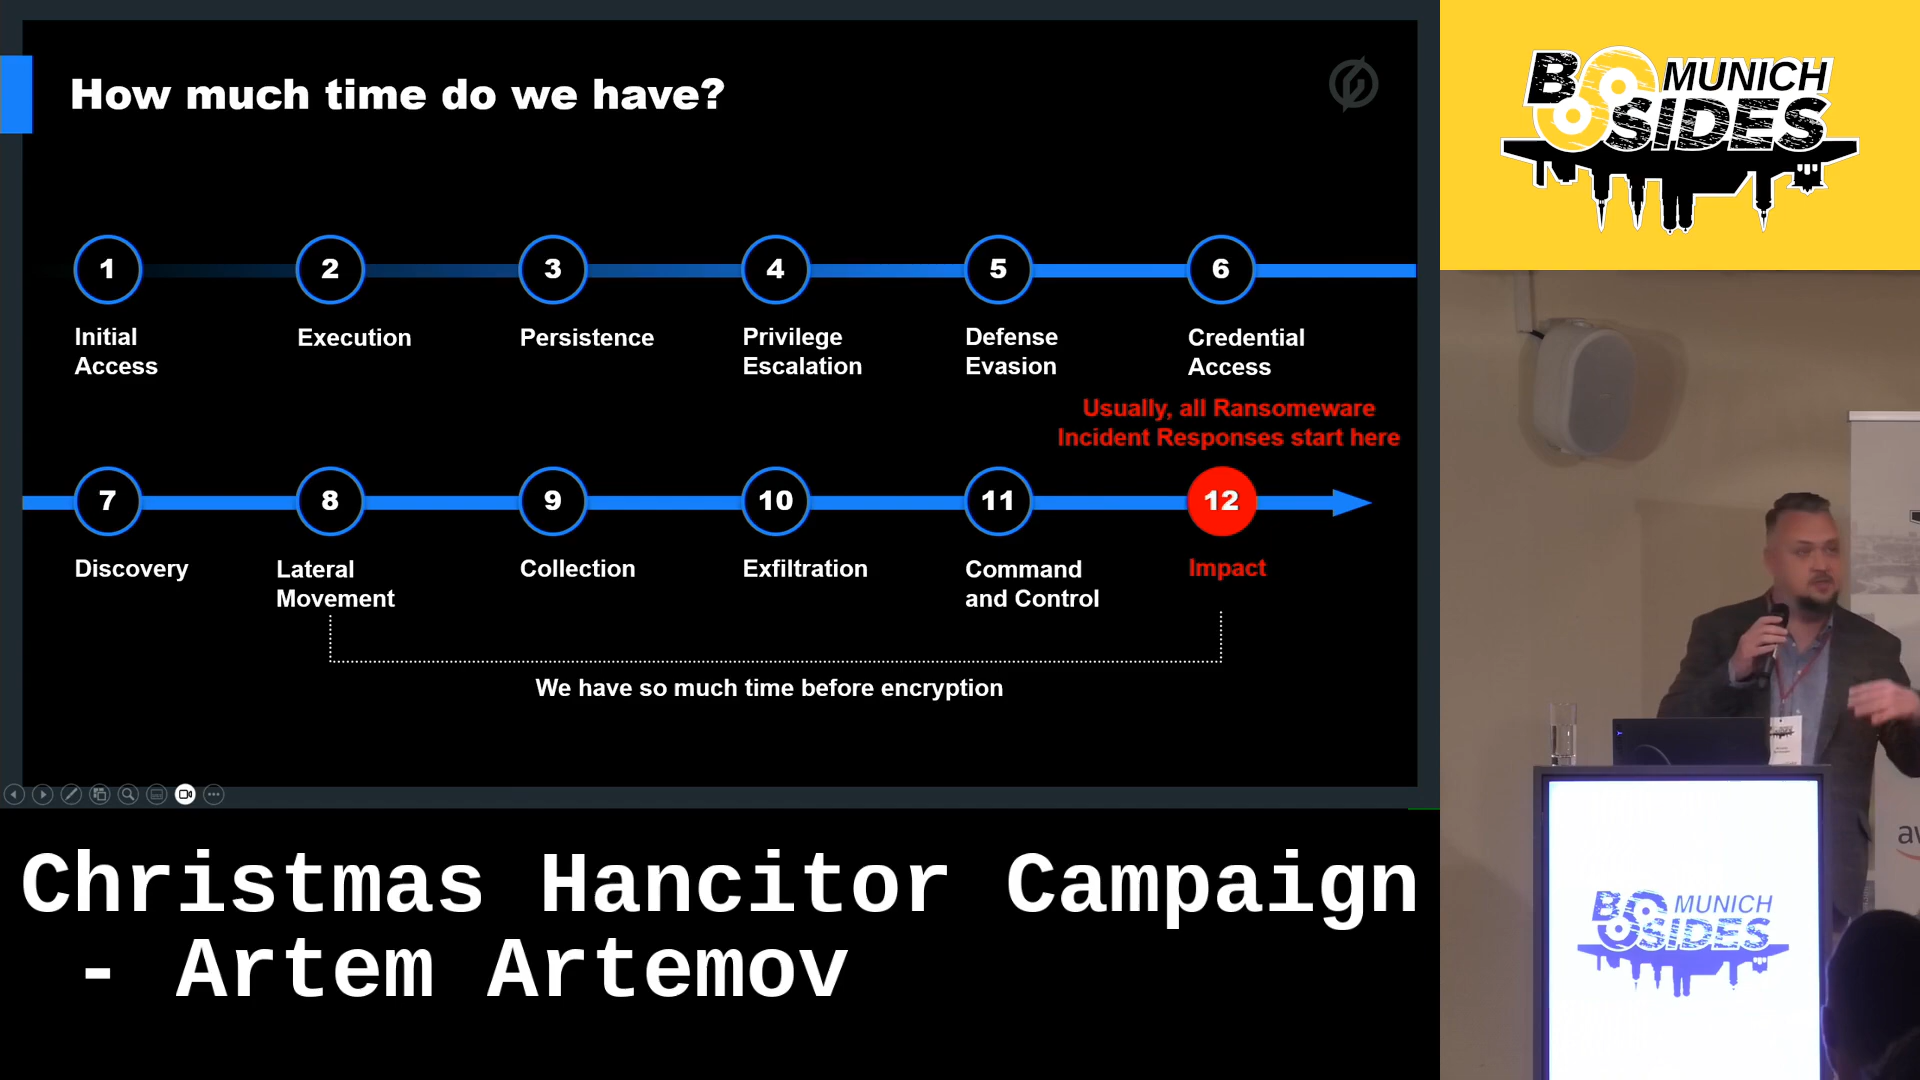 How much time do we have?
1
2
3
4
5
6
Initial
Access
Execution
Persistence
Privilege
Escalation
Defense
Evasion
Credential
Access
Usually, all Ransomeware
Incident Responses start here
7
8
9
10
11
12
Discovery
Lateral
Movement
Collection
Exfiltration
Command
and Control
Impact
We have so much time before encryption
Christmas Hancitor Campaign
- Artem Artemov
B MUNICH
SIDES
B MUNICH
SIDES